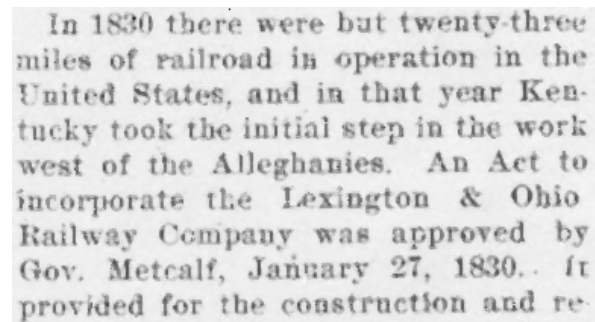 In 1830 there were but twenty-three
miles of railroad in operation in the
United States, and in that year Ken-
tucky took the initial step in the work
west of the Alleghanies. An Act to
incorporate the Lexington & Ohio
Railway Company was approved by
Gov. Metcalf, January 27, 1830. It
provided for the construction and re-